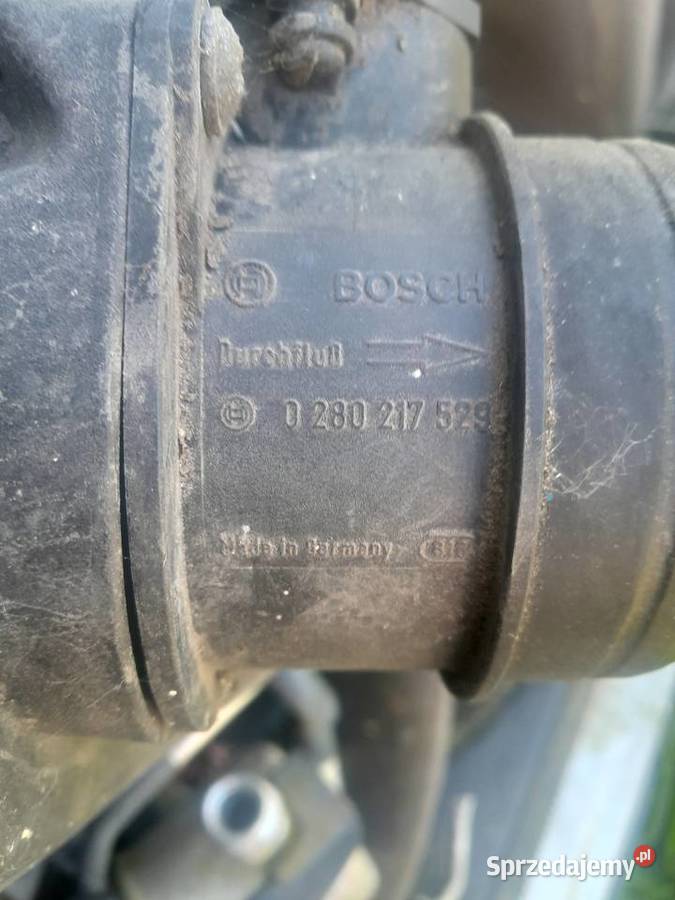 BOSCH
Durchfluß
0 280 217 529
Made in Germany
Sprzedajemy.pl